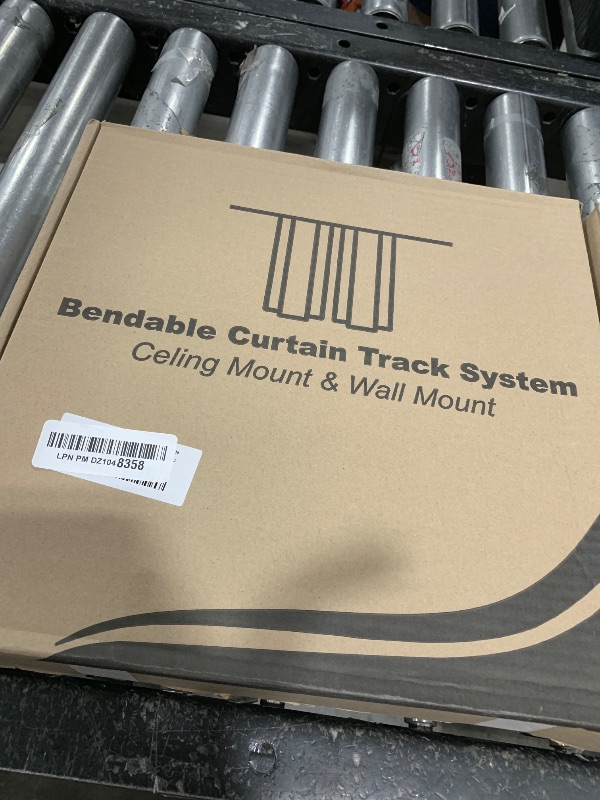 Bendable Curtain Track System
Celing Mount & Wall Mount
LPN PM DZ1048358